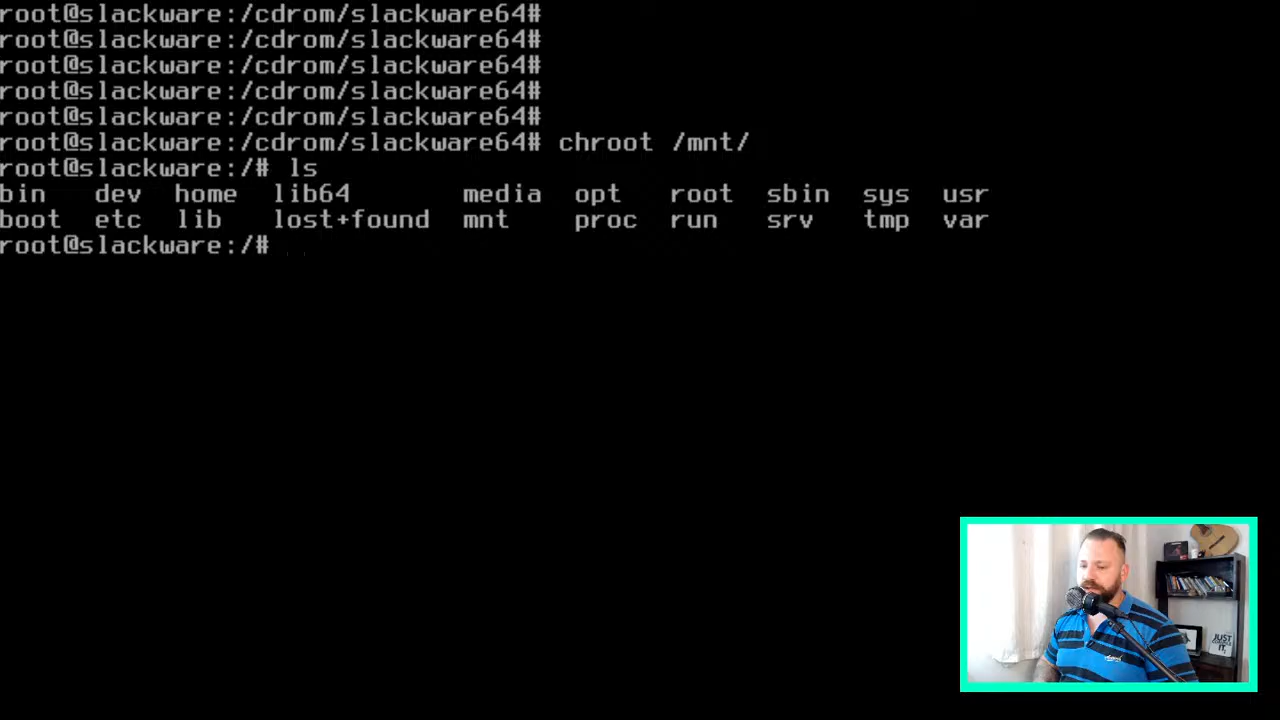 root@slackware:/cdrom/slackware64#
root@slackware:/cdrom/slackware64#
root@slackware:/cdrom/slackware64#
root@slackware:/cdrom/slackware64#
root@slackware:/cdrom/slackware64#
root@slackware:/cdrom/slackware64# chroot /mnt/
root@slackware:/# ls
bin dev home lib64 media opt root sbin sys usr
boot etc lib lost+found mnt proc run srv tmp var
root@slackware:/#
JUST
IT.